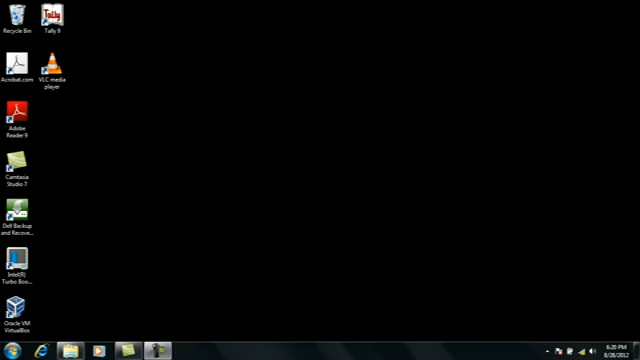 Recycle Bin
Tally 9
Acrobat.com
VLC media
player
Adobe
Reader 9
Camtasia
Studio 7
Dell Backup
and Recove...
Intel(R)
Turbo Boo...
Oracle VM
VirtualBox
6:20 PM
8/28/2012